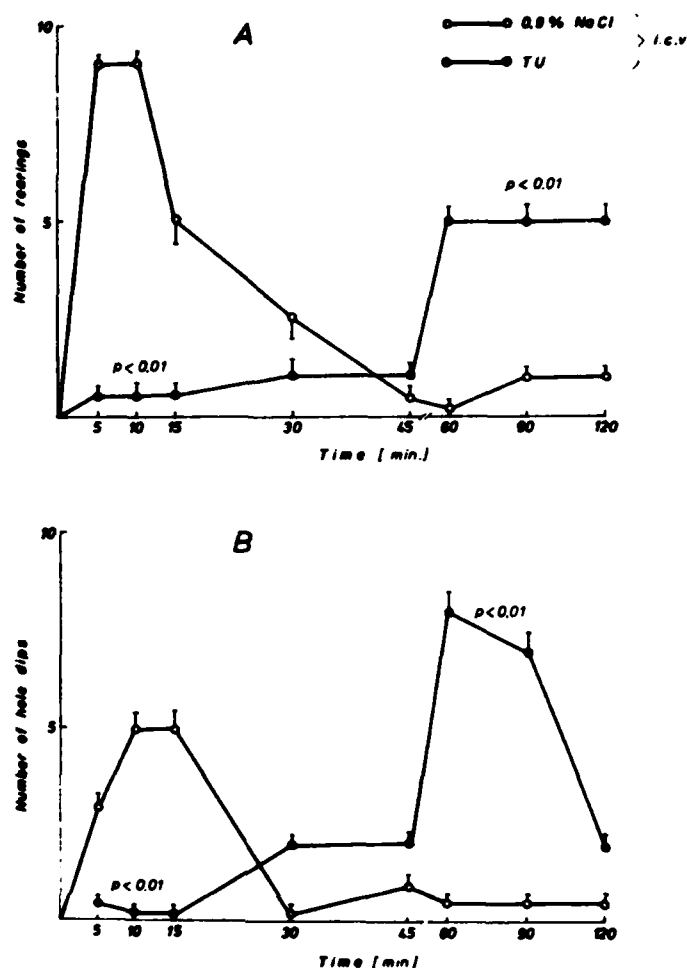 A
0,9% NaCl
TU
i.c.v
10
5
Number of rearings
p < 0,01
p < 0,01
5 10 15 30 45 60 90 120
Time [min.]
B
10
5
Number of hole dips
p < 0,01
p < 0,01
5 10 15 30 45 60 90 120
Time [min]